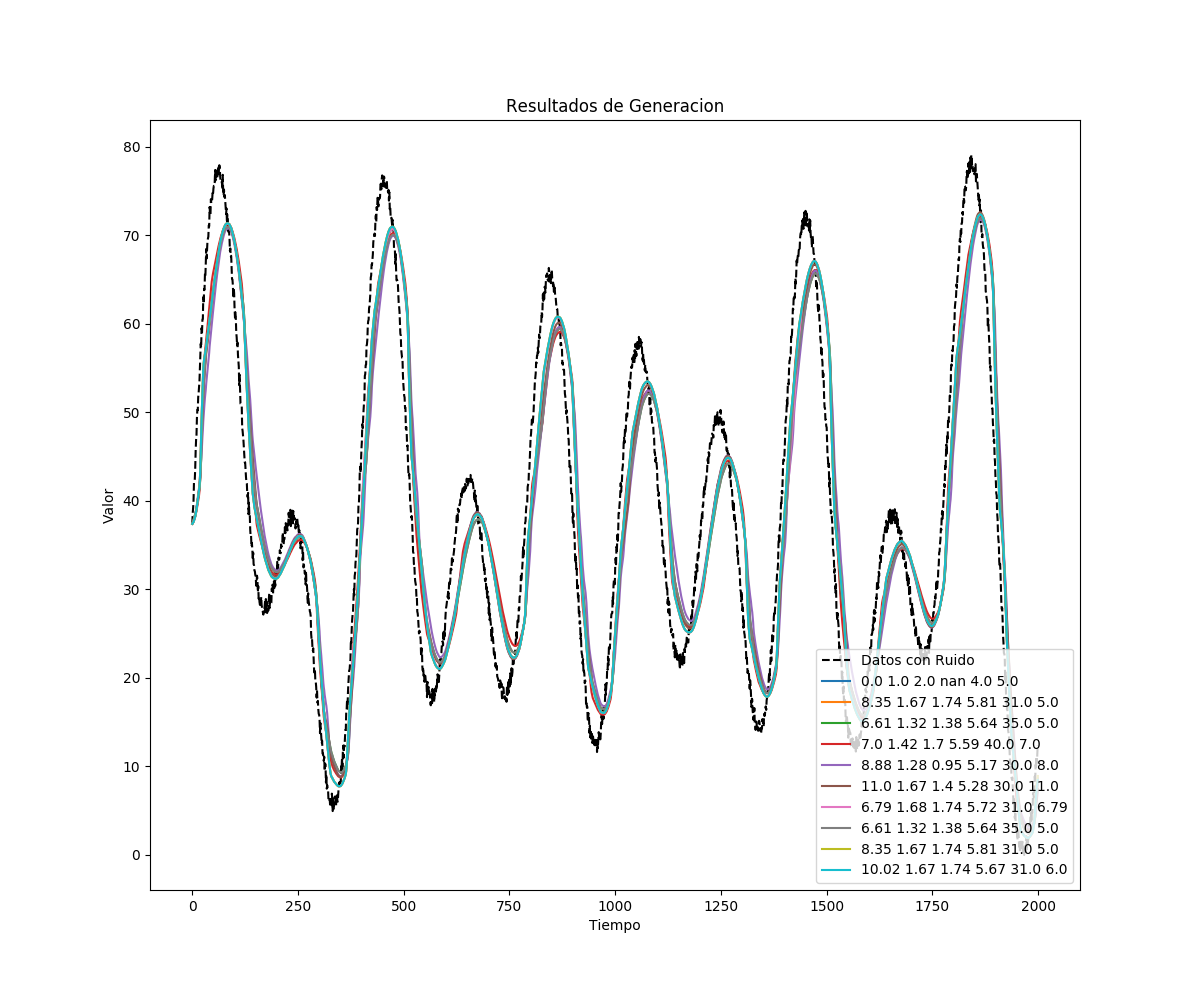 Resultados de Generacion
Valor
80
70
60
50
40
30
20
10
0
Datos con Ruido
0.0 1.0 2.0 nan 4.0 5.0
8.35 1.67 1.74 5.81 31.0 5.0
6.61 1.32 1.38 5.64 35.0 5.0
7.0 1.42 1.7 5.59 40.0 7.0
8.88 1.28 0.95 5.17 30.0 8.0
11.0 1.67 1.4 5.28 30.0 11.0
6.79 1.68 1.74 5.72 31.0 6.79
6.61 1.32 1.38 5.64 35.0 5.0
8.35 1.67 1.74 5.81 31.0 5.0
10.02 1.67 1.74 5.67 31.0 6.0
0 250 500 750 1000 1250 1500 1750 2000
Tiempo